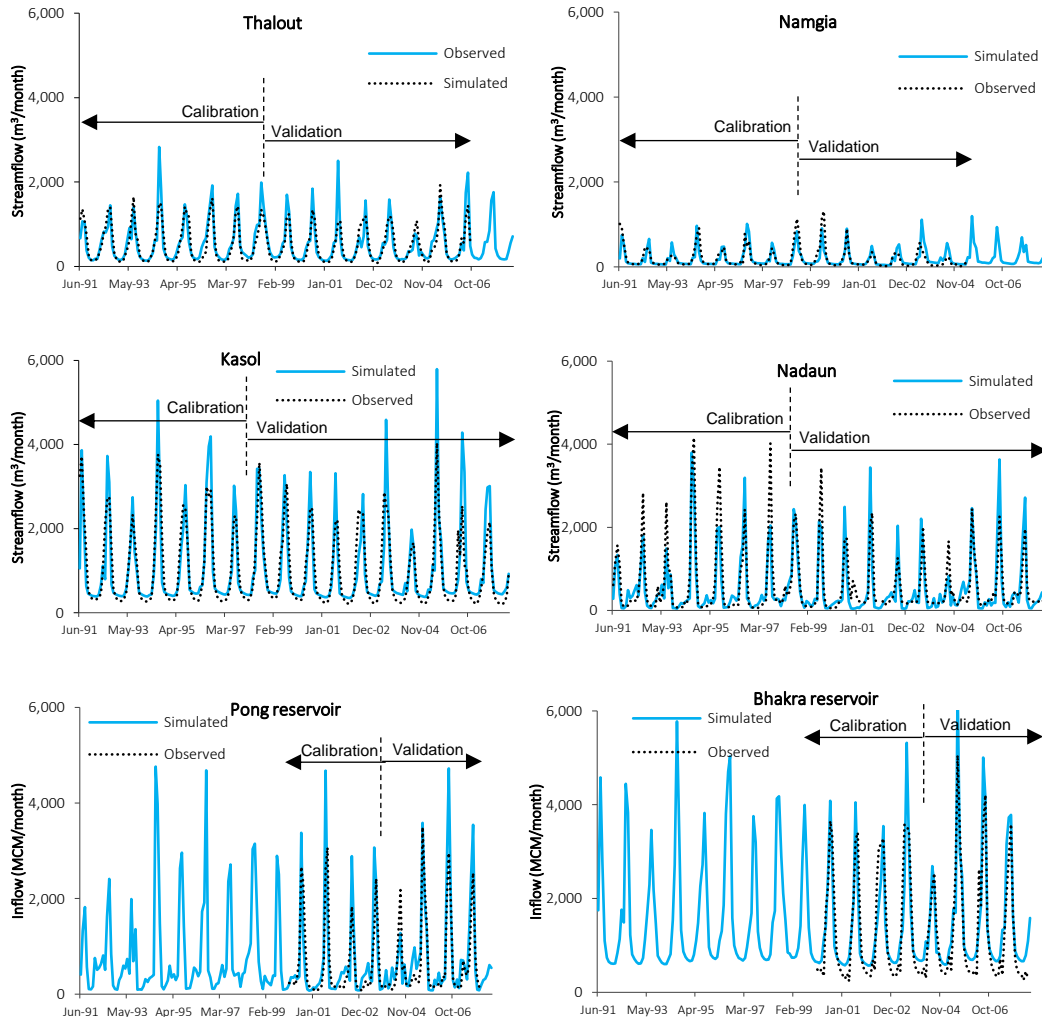 Thalout
6,000
4,000
2,000
0
Streamflow (m³/month)
Observed
Simulated
Calibration
Validation
Jun-91 May-93 Apr-95 Mar-97 Feb-99 Jan-01 Dec-02 Nov-04 Oct-06
Namgia
6,000
4,000
2,000
0
Streamflow (m³/month)
Simulated
Observed
Calibration
Validation
Jun-91 May-93 Apr-95 Mar-97 Feb-99 Jan-01 Dec-02 Nov-04 Oct-06
Kasol
6,000
4,000
2,000
0
Streamflow (m³/month)
Simulated
Observed
Calibration
Validation
Jun-91 May-93 Apr-95 Mar-97 Feb-99 Jan-01 Dec-02 Nov-04 Oct-06
Nadaun
6,000
4,000
2,000
0
Streamflow (m³/month)
Simulated
Observed
Calibration
Validation
Jun-91 May-93 Apr-95 Mar-97 Feb-99 Jan-01 Dec-02 Nov-04 Oct-06
Pong reservoir
6,000
4,000
2,000
0
Inflow (MCM/month)
Simulated
Observed
Calibration
Validation
Jun-91 May-93 Apr-95 Mar-97 Feb-99 Jan-01 Dec-02 Nov-04 Oct-06
Bhakra reservoir
6,000
4,000
2,000
0
Inflow (MCM/month)
Simulated
Observed
Calibration
Validation
Jun-91 May-93 Apr-95 Mar-97 Feb-99 Jan-01 Dec-02 Nov-04 Oct-06